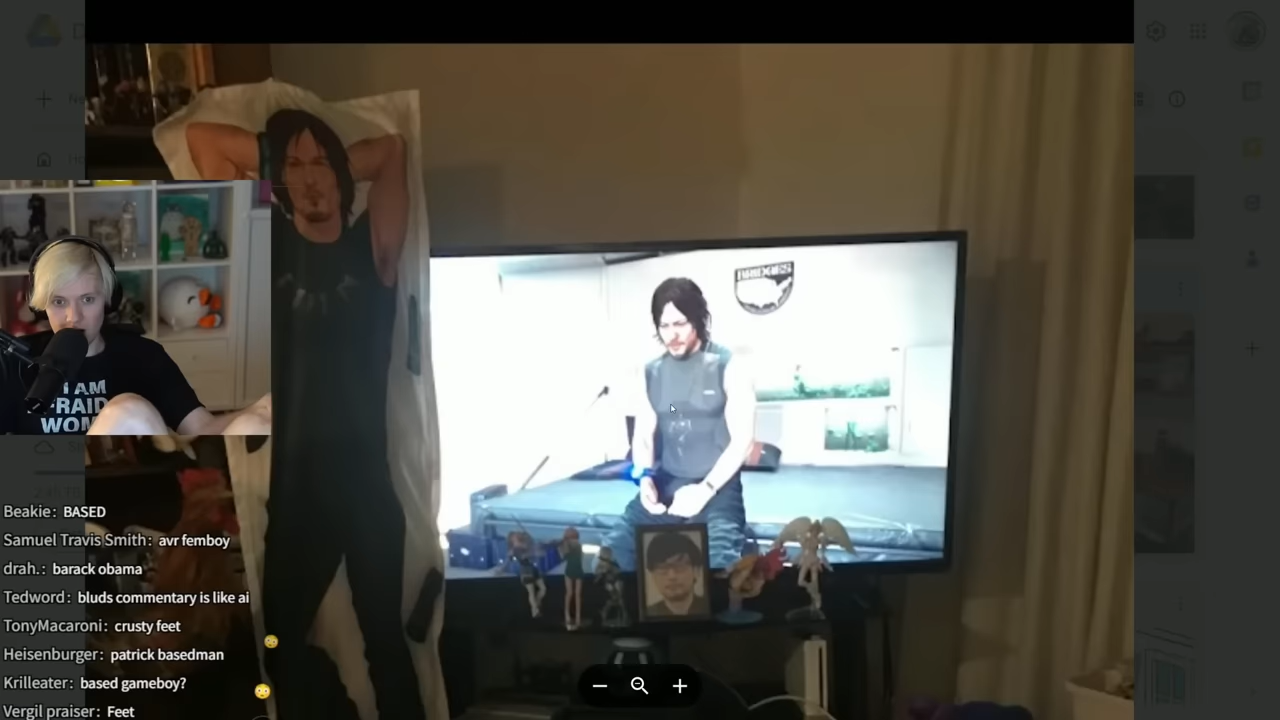 BRIDGES
I AM
FRAID
WOM
Beakie: BASED
Samuel Travis Smith: avr femboy
drah.: barack obama
Tedword: bluds commentary is like ai
TonyMacaroni: crusty feet
Heisenburger: patrick basedman
Krilleater: based gameboy?
Vergil praiser: Feet